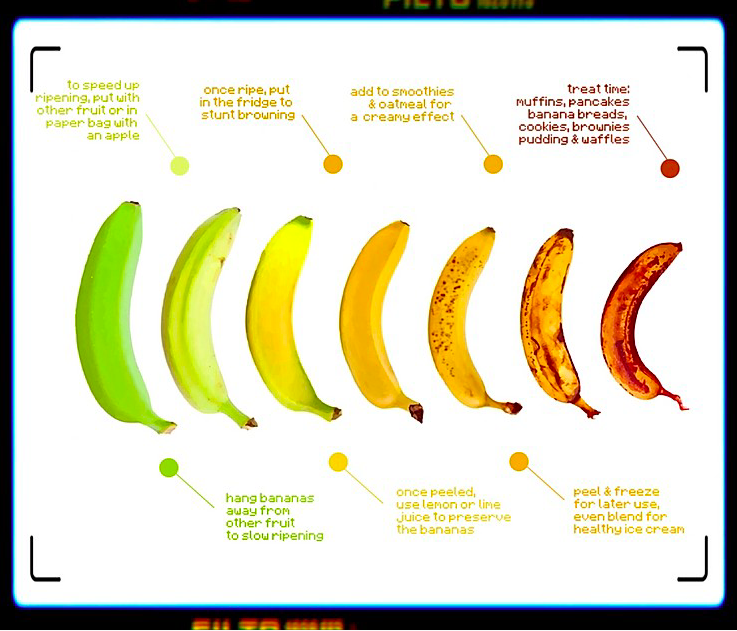 to speed up
ripening, put with
other fruit or in
paper bag with
an apple
once ripe, put
in the fridge to
stunt browning
add to smoothies
& oatmeal for
a creamy effect
treat time:
muffins, pancakes
banana breads,
cookies, brownies
pudding & waffles
hang bananas
away from
other fruit
to slow ripening
once peeled,
use lemon or lime
juice to preserve
the bananas
peel & freeze
for later use,
even blend for
healthy ice cream